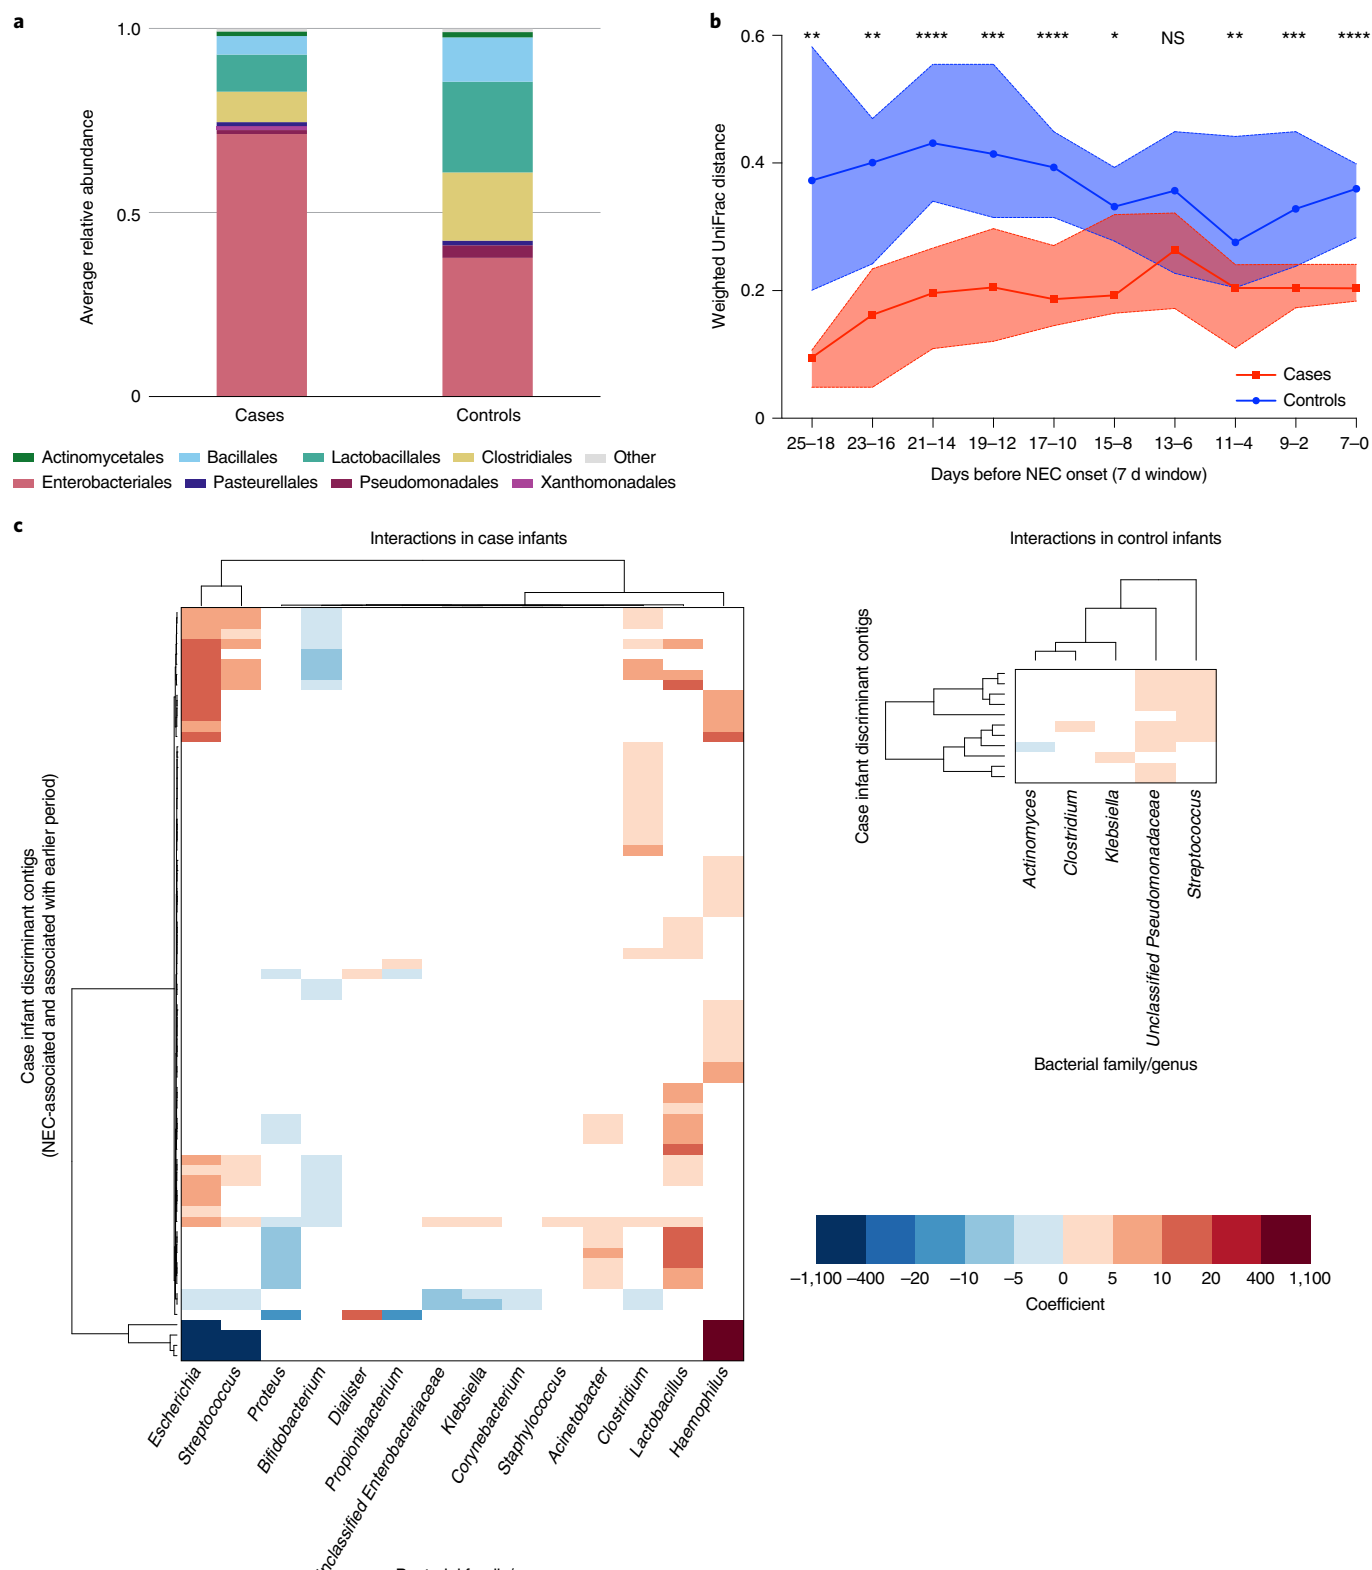 a
1.0
0.5
0
Average relative abundance
Cases
Controls
Actinomycetales
Bacillales
Lactobacillales
Clostridiales
Other
Enterobacteriales
Pasteurellales
Pseudomonadales
Xanthomonadales
b
0.6
0.4
0.2
0
Weighted UniFrac distance
** ** **** *** **** * NS ** *** ****
Cases
Controls
25–18 23–16 21–14 19–12 17–10 15–8 13–6 11–4 9–2 7–0
Days before NEC onset (7 d window)
c
Interactions in case infants
Case infant discriminant contigs
(NEC-associated and associated with earlier period)
Escherichia
Streptococcus
Proteus
Bifidobacterium
Dialister
Propionibacterium
Enterobacteriaceae
Klebsiella
Corynebacterium
Staphylococcus
Acinetobacter
Clostridium
Lactobacillus
Haemophilus
Interactions in control infants
Case infant discriminant contigs
Actinomyces
Clostridium
Klebsiella
Unclassified Pseudomonadaceae
Streptococcus
Bacterial family/genus
–1,100 –400 –20 –10 –5 0 5 10 20 400 1,100
Coefficient